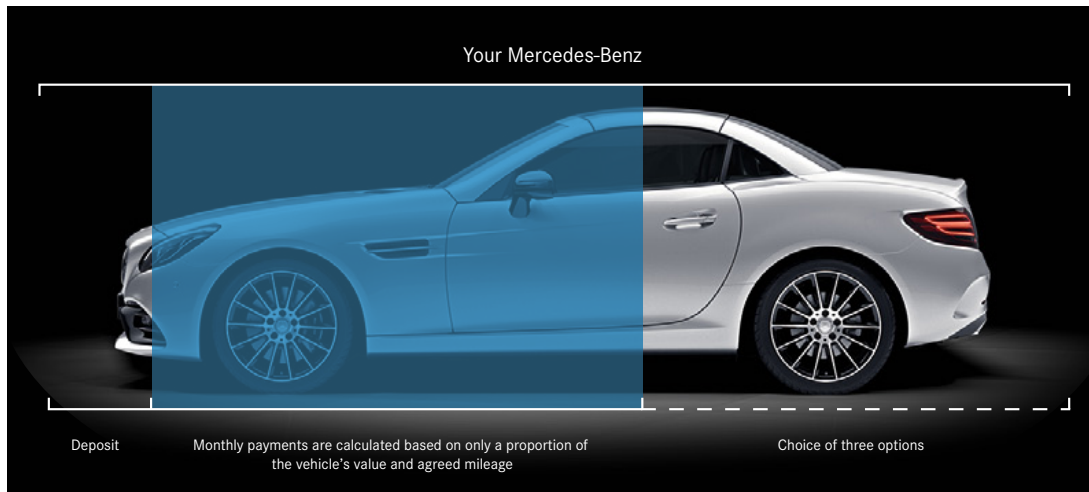 Your Mercedes-Benz
Deposit
Monthly payments are calculated based on only a proportion of
the vehicle's value and agreed mileage
Choice of three options